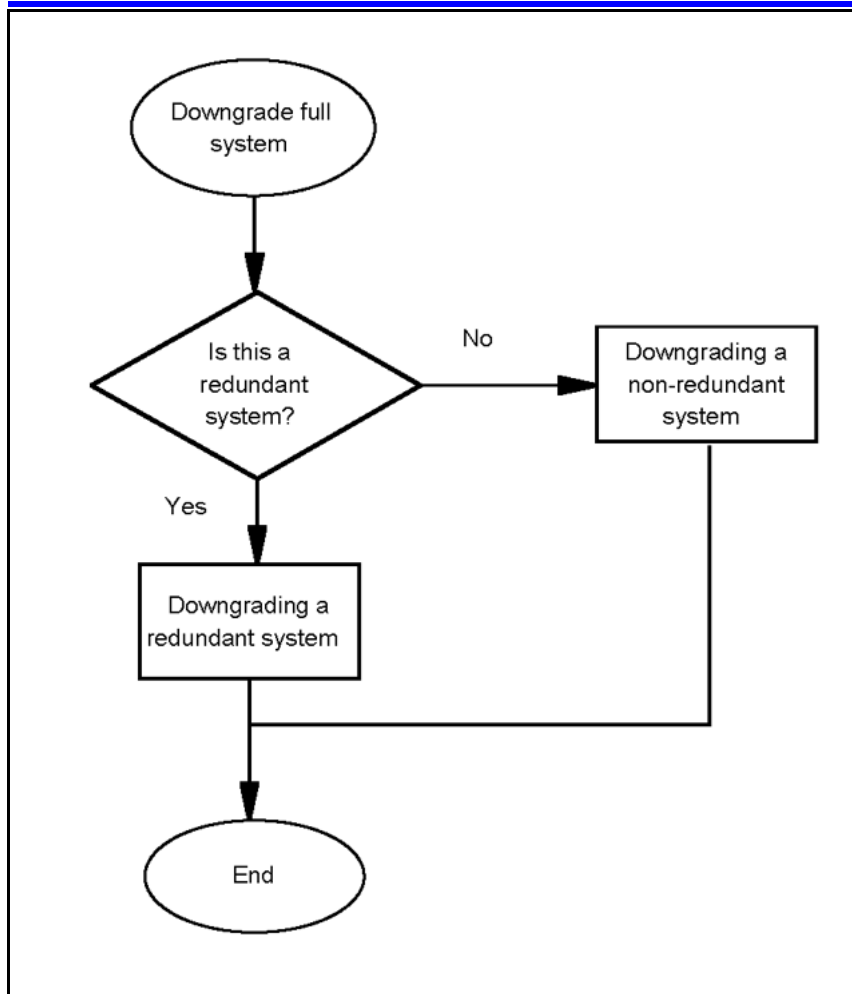 Downgrade full
system
Is this a
redundant
system?
No
Downgrading a
non-redundant
system
Yes
Downgrading a
redundant system
End